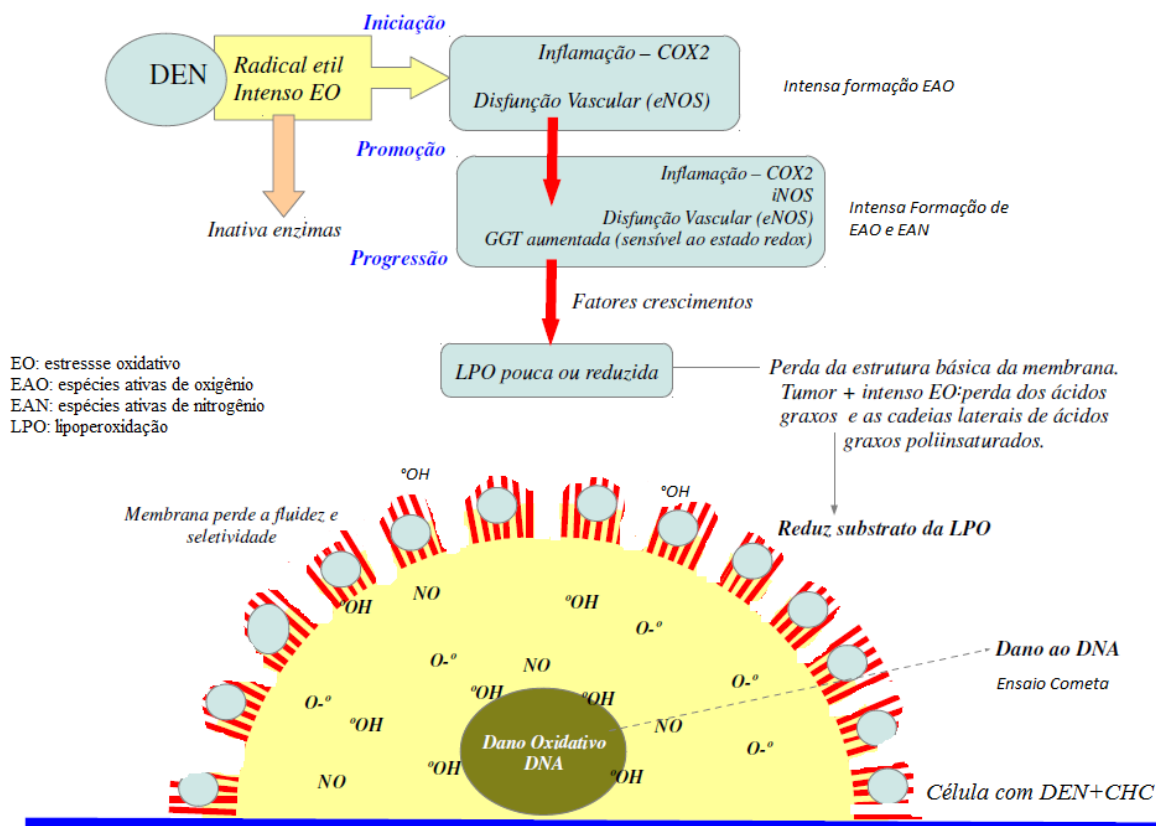 Iniciação
DEN
Radical etil
Intenso EO
Inflamação – COX2
Disfunção Vascular (eNOS)
Intensa formação EAO
Promoção
Inativa enzimas
Inflamação – COX2
iNOS
Disfunção Vascular (eNOS)
GGT aumentada (sensível ao estado redox)
Intensa Formação de
EAO e EAN
Progressão
Fatores crescimentos
EO: estressse oxidativo
EAO: espécies ativas de oxigênio
EAN: espécies ativas de nitrogênio
LPO: lipoperoxidação
LPO pouca ou reduzida
Perda da estrutura básica da membrana.
Tumor + intenso EO:perda dos ácidos
graxos e as cadeias laterais de ácidos
graxos poliinsaturados.
Reduz substrato da LPO
Membrana perde a fluidez e
seletividade
ºOH
ºOH
ºOH
NO
ºOH
O-º
O-º
NO
O-º
ºOH
ºOH
O-º
ºOH
NO
O-º
NO
ºOH
ºOH
Dano Oxidativo
DNA
Dano ao DNA
Ensaio Cometa
Célula com DEN+CHC